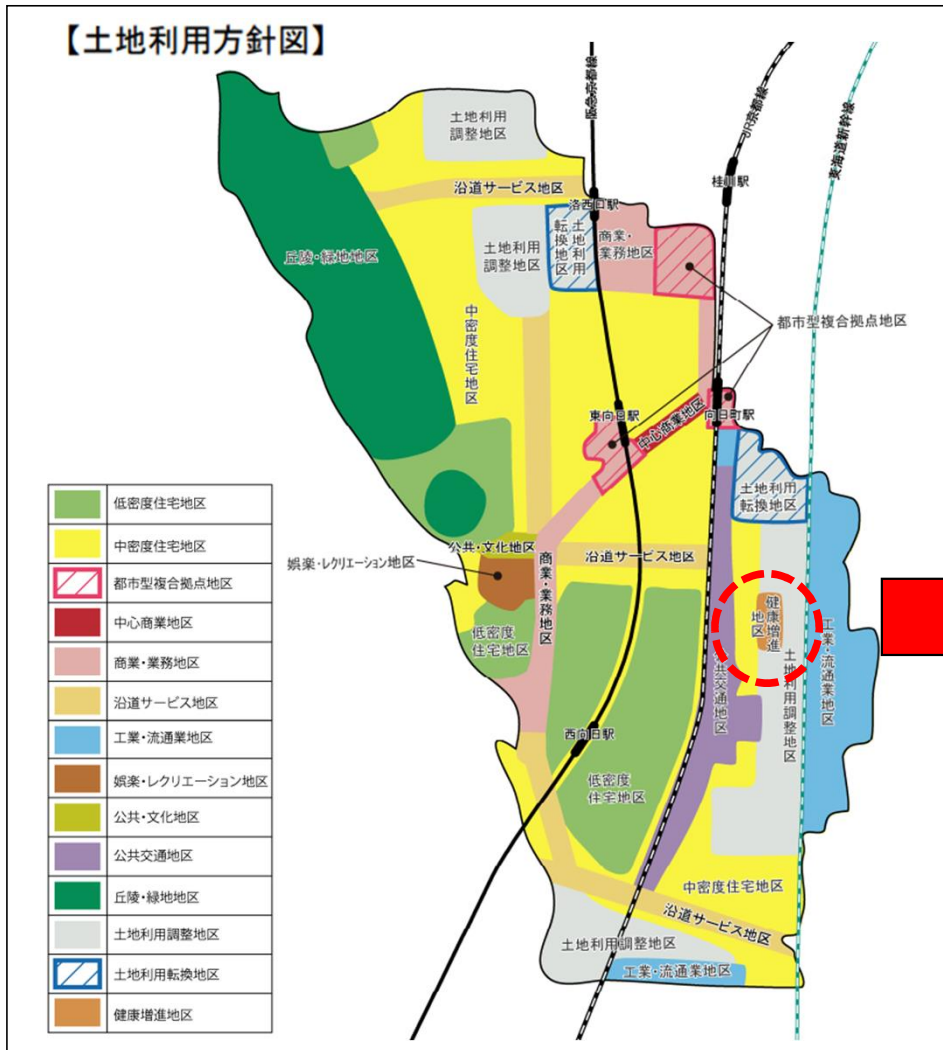 【土地利用方針図】
阪急京都線
JR京都線
東海道新幹線
土地利用
調整地区
桂川駅
沿道サービス地区
洛西口駅
丘陵・緑地地区
土地利用
調整地区
土地利用
転換地区
商業・
業務地区
都市型複合拠点地区
中密度住宅地区
東向日駅
中心商業地区
向日町駅
土地利用
転換地区
公共・文化地区
娯楽・レクリエーション地区
商業・業務地区
沿道サービス地区
健康増進
地区
工業・流通業地区
低密度
住宅地区
公共交通地区
土地利用調整地区
西向日駅
低密度
住宅地区
中密度住宅地区
沿道サービス地区
土地利用調整地区
工業・流通業地区
低密度住宅地区
中密度住宅地区
都市型複合拠点地区
中心商業地区
商業・業務地区
沿道サービス地区
工業・流通業地区
娯楽・レクリエーション地区
公共・文化地区
公共交通地区
丘陵・緑地地区
土地利用調整地区
土地利用転換地区
健康増進地区